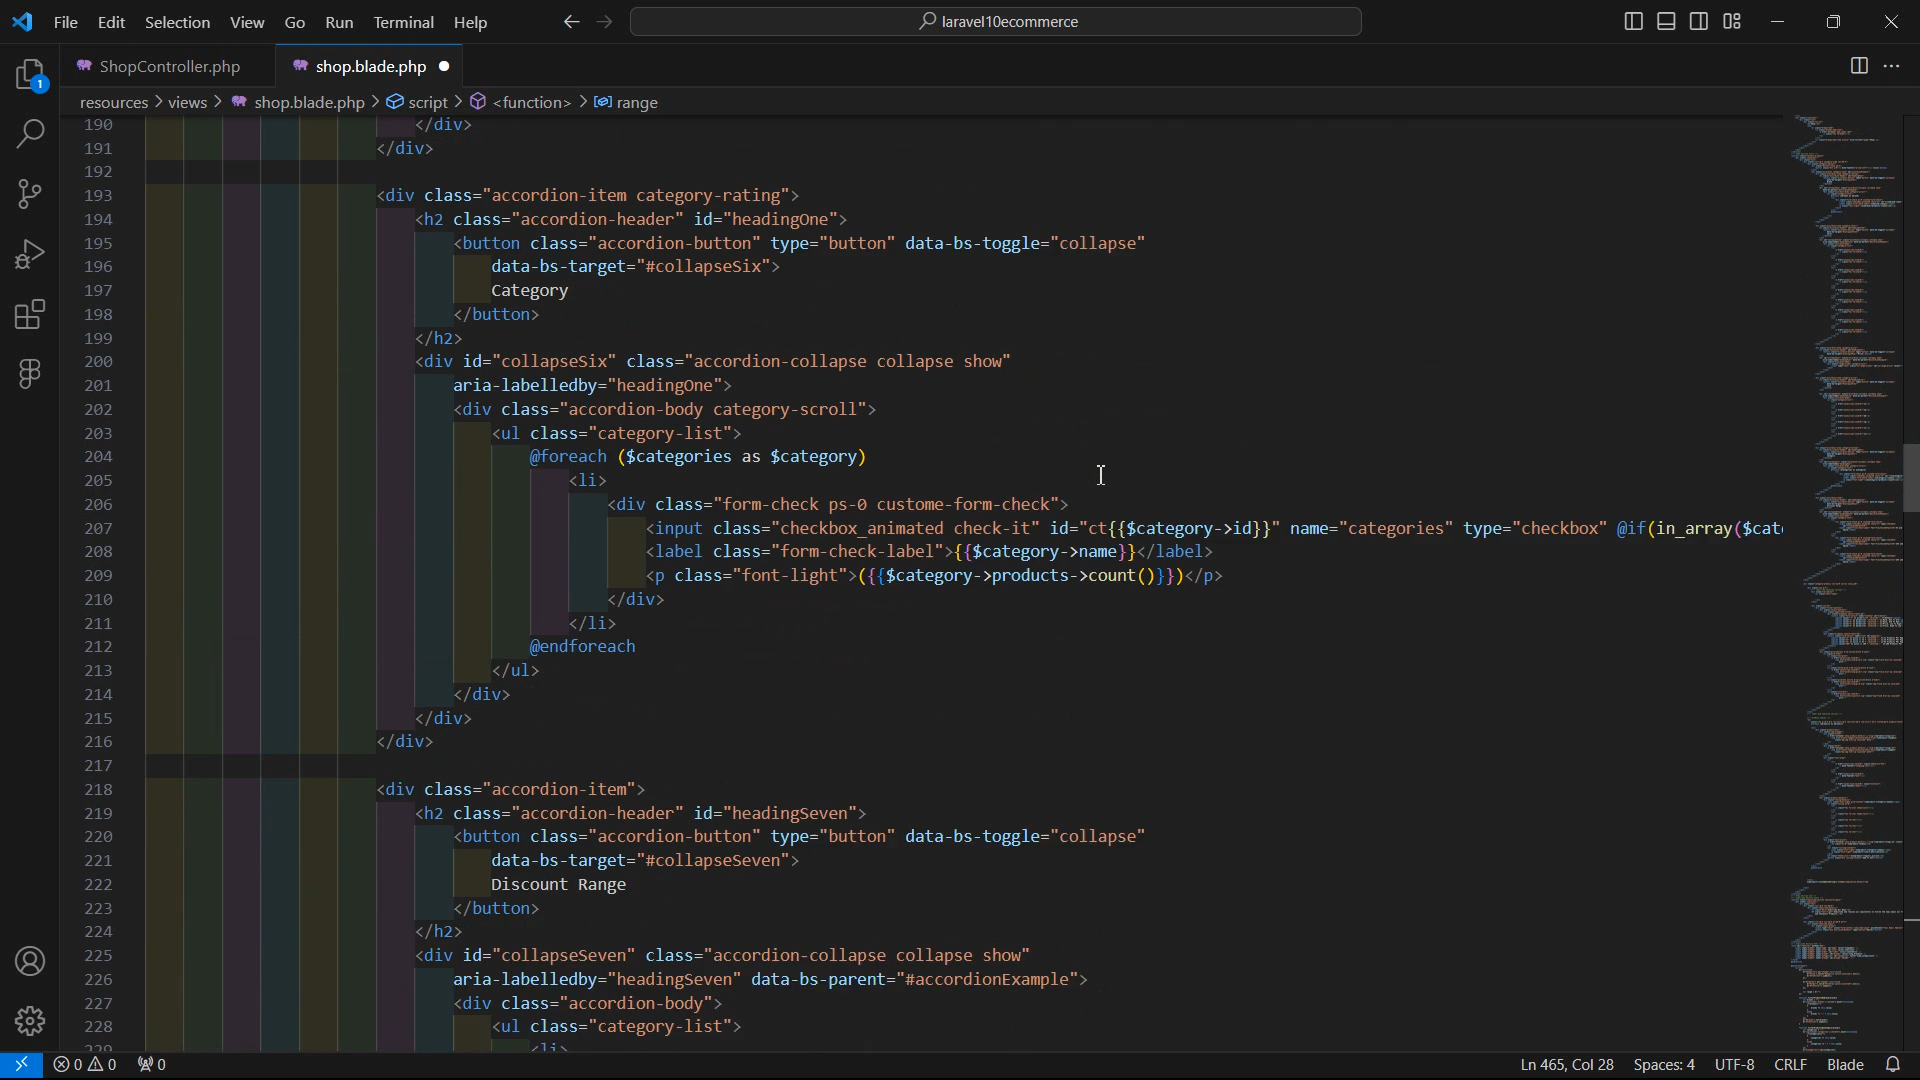 File Edit Selection View Go Run Terminal Help laravel10ecommerce
ShopController.php shop.blade.php
resources > views > shop.blade.php > script > <function> > range
1
190 </div>
191 </div>
192
193 <div class="accordion-item category-rating">
194 <h2 class="accordion-header" id="headingOne">
195 <button class="accordion-button" type="button" data-bs-toggle="collapse"
196 data-bs-target="#collapseSix">
197 Category
198 </button>
199 </h2>
200 <div id="collapseSix" class="accordion-collapse collapse show"
201 aria-labelledby="headingOne">
202 <div class="accordion-body category-scroll">
203 <ul class="category-list">
204 @foreach ($categories as $category)
205 <li>
206 <div class="form-check ps-0 custome-form-check">
207 <input class="checkbox_animated check-it" id="ct{{$category->id}}" name="categories" type="checkbox" @if(in_array($cat
208 <label class="form-check-label">{{$category->name}}</label>
209 <p class="font-light">({{$category->products->count()}})</p>
210 </div>
211 </li>
212 @endforeach
213 </ul>
214 </div>
215 </div>
216 </div>
217
218 <div class="accordion-item">
219 <h2 class="accordion-header" id="headingSeven">
220 <button class="accordion-button" type="button" data-bs-toggle="collapse"
221 data-bs-target="#collapseSeven">
222 Discount Range
223 </button>
224 </h2>
225 <div id="collapseSeven" class="accordion-collapse collapse show"
226 aria-labelledby="headingSeven" data-bs-parent="#accordionExample">
227 <div class="accordion-body">
228 <ul class="category-list">
229 <li>
0 0 0 Ln 465, Col 28 Spaces: 4 UTF-8 CRLF Blade